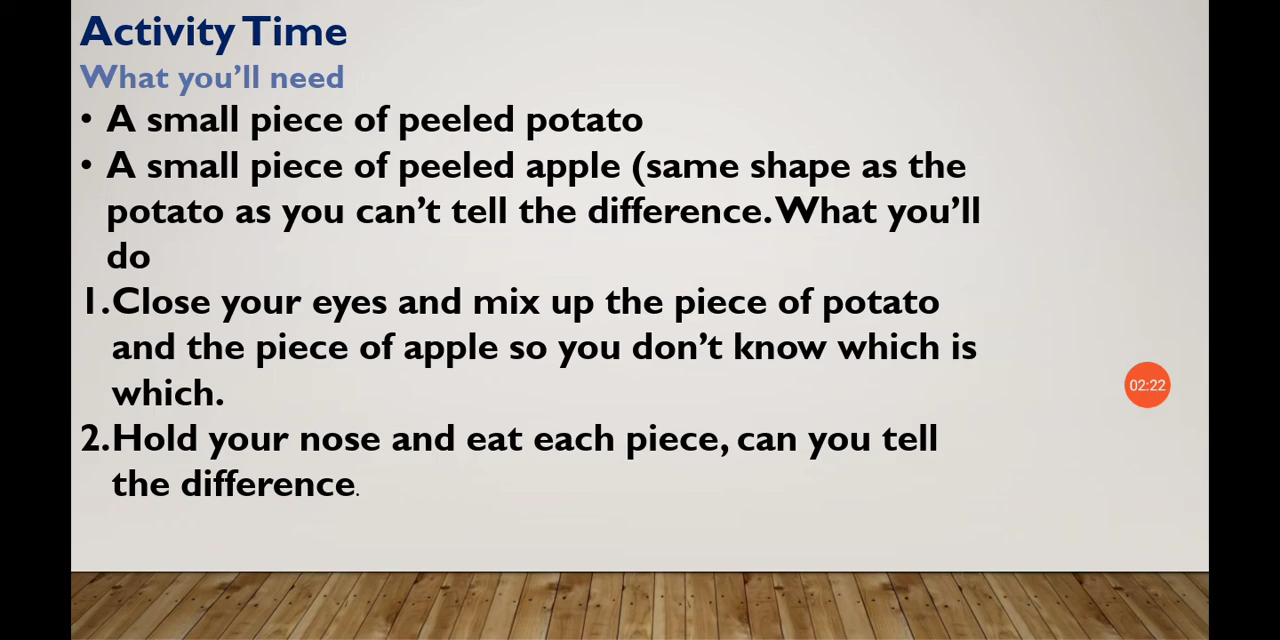 Activity Time
What you'll need
• A small piece of peeled potato
• A small piece of peeled apple (same shape as the
potato as you can't tell the difference. What you'll
do
1.Close your eyes and mix up the piece of potato
and the piece of apple so you don't know which is
which.
02:22
2.Hold your nose and eat each piece, can you tell
the difference.